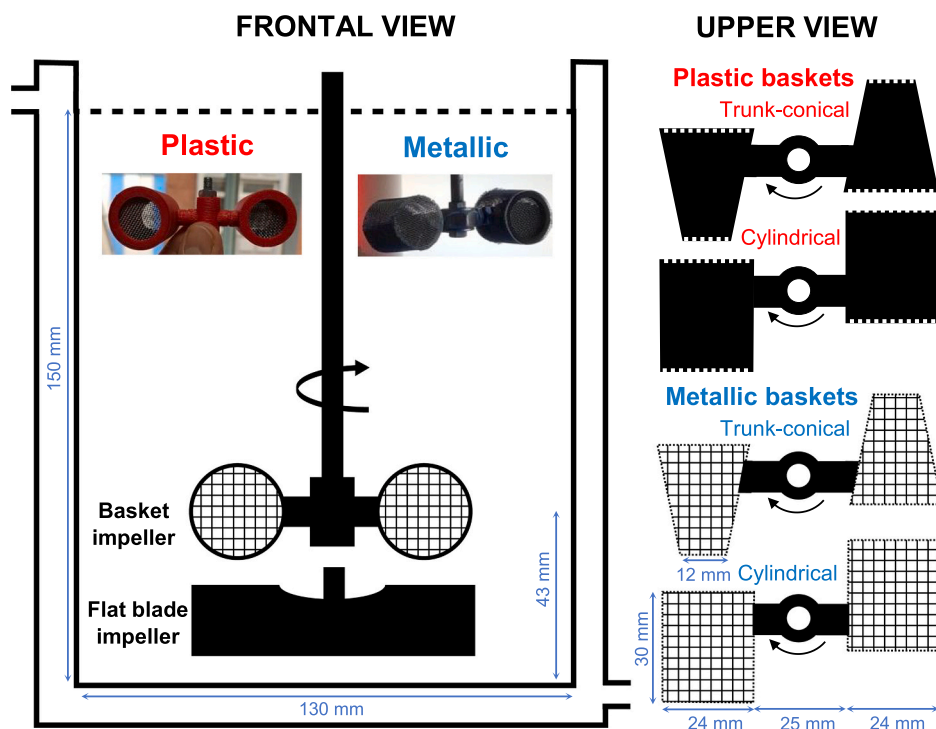 FRONTAL VIEW
Plastic
Metallic
150 mm
Basket
impeller
Flat blade
impeller
43 mm
130 mm
UPPER VIEW
Plastic baskets
Trunk-conical
Cylindrical
Metallic baskets
Trunk-conical
12 mm
Cylindrical
30 mm
24 mm
25 mm
24 mm